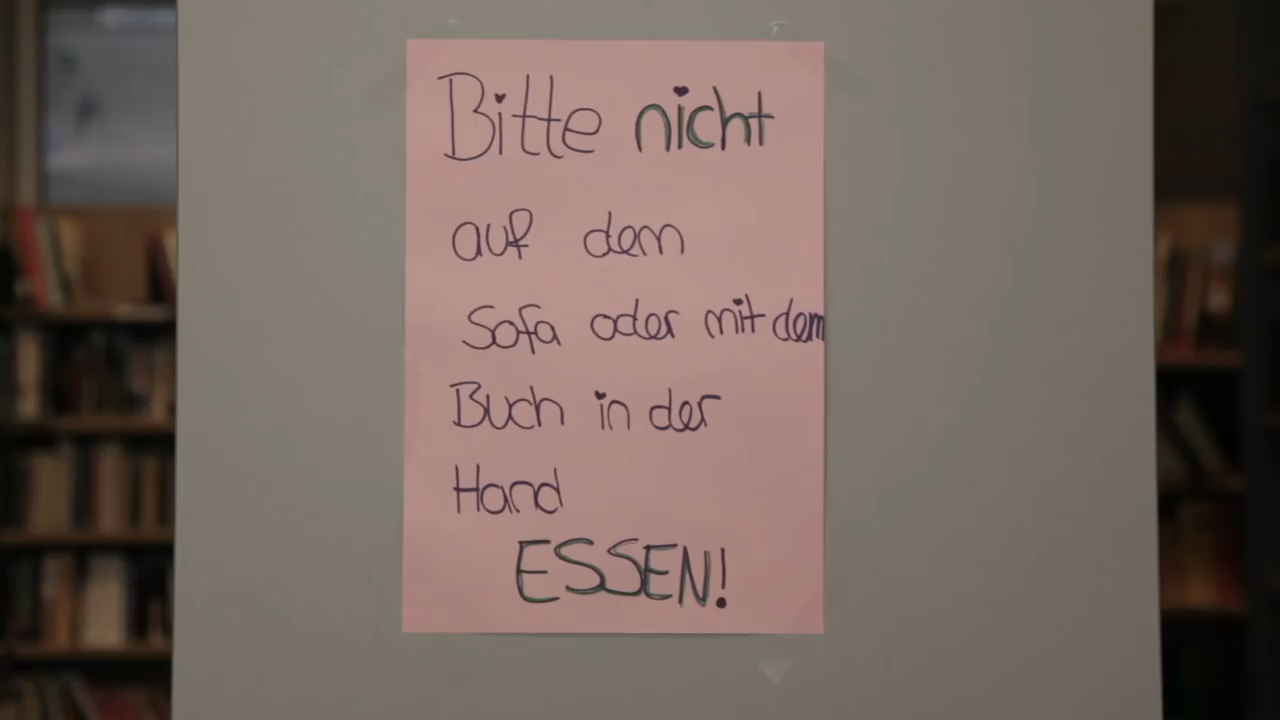 Bitte nicht
auf dem
Sofa oder mit dem
Buch in der
Hand
ESSEN!